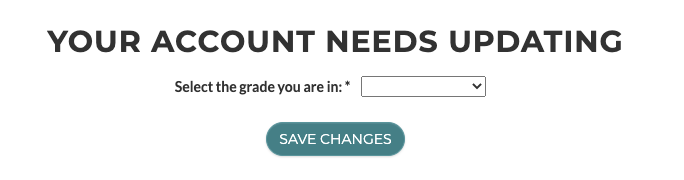 YOUR ACCOUNT NEEDS UPDATING
Select the grade you are in: *
SAVE CHANGES